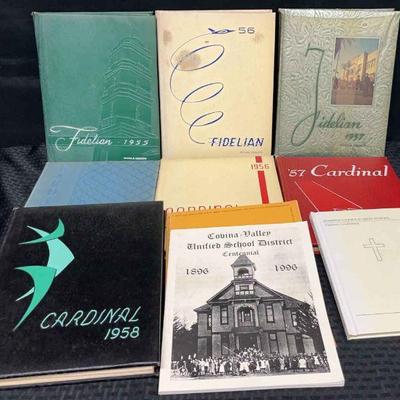 Fidelian 1955
56
FIDELIAN
Fidelian
1957
1956
CARDINAL
'57 Cardinal
CARDINAL
1958
Covina-Valley
Unified School District
Centennial
1896 1996